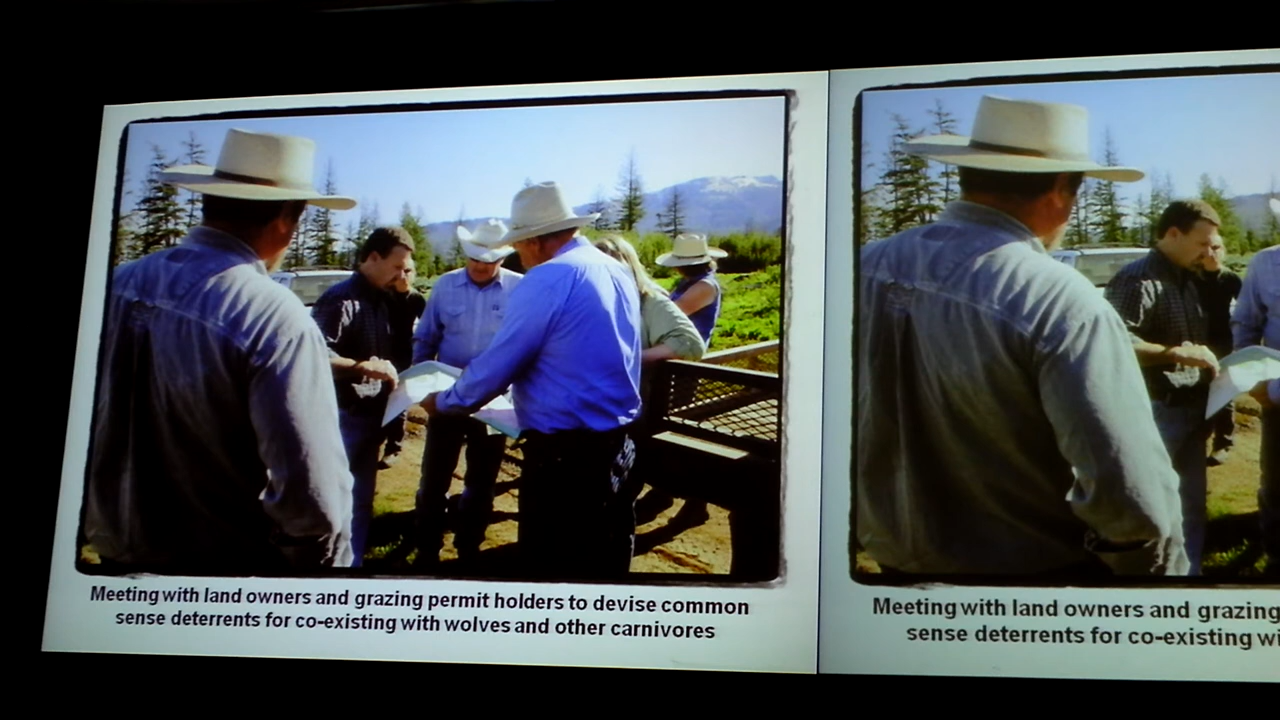 Meeting with land owners and grazing permit holders to devise common
sense deterrents for co-existing with wolves and other carnivores
Meeting with land owners and grazing
sense deterrents for co-existing wi